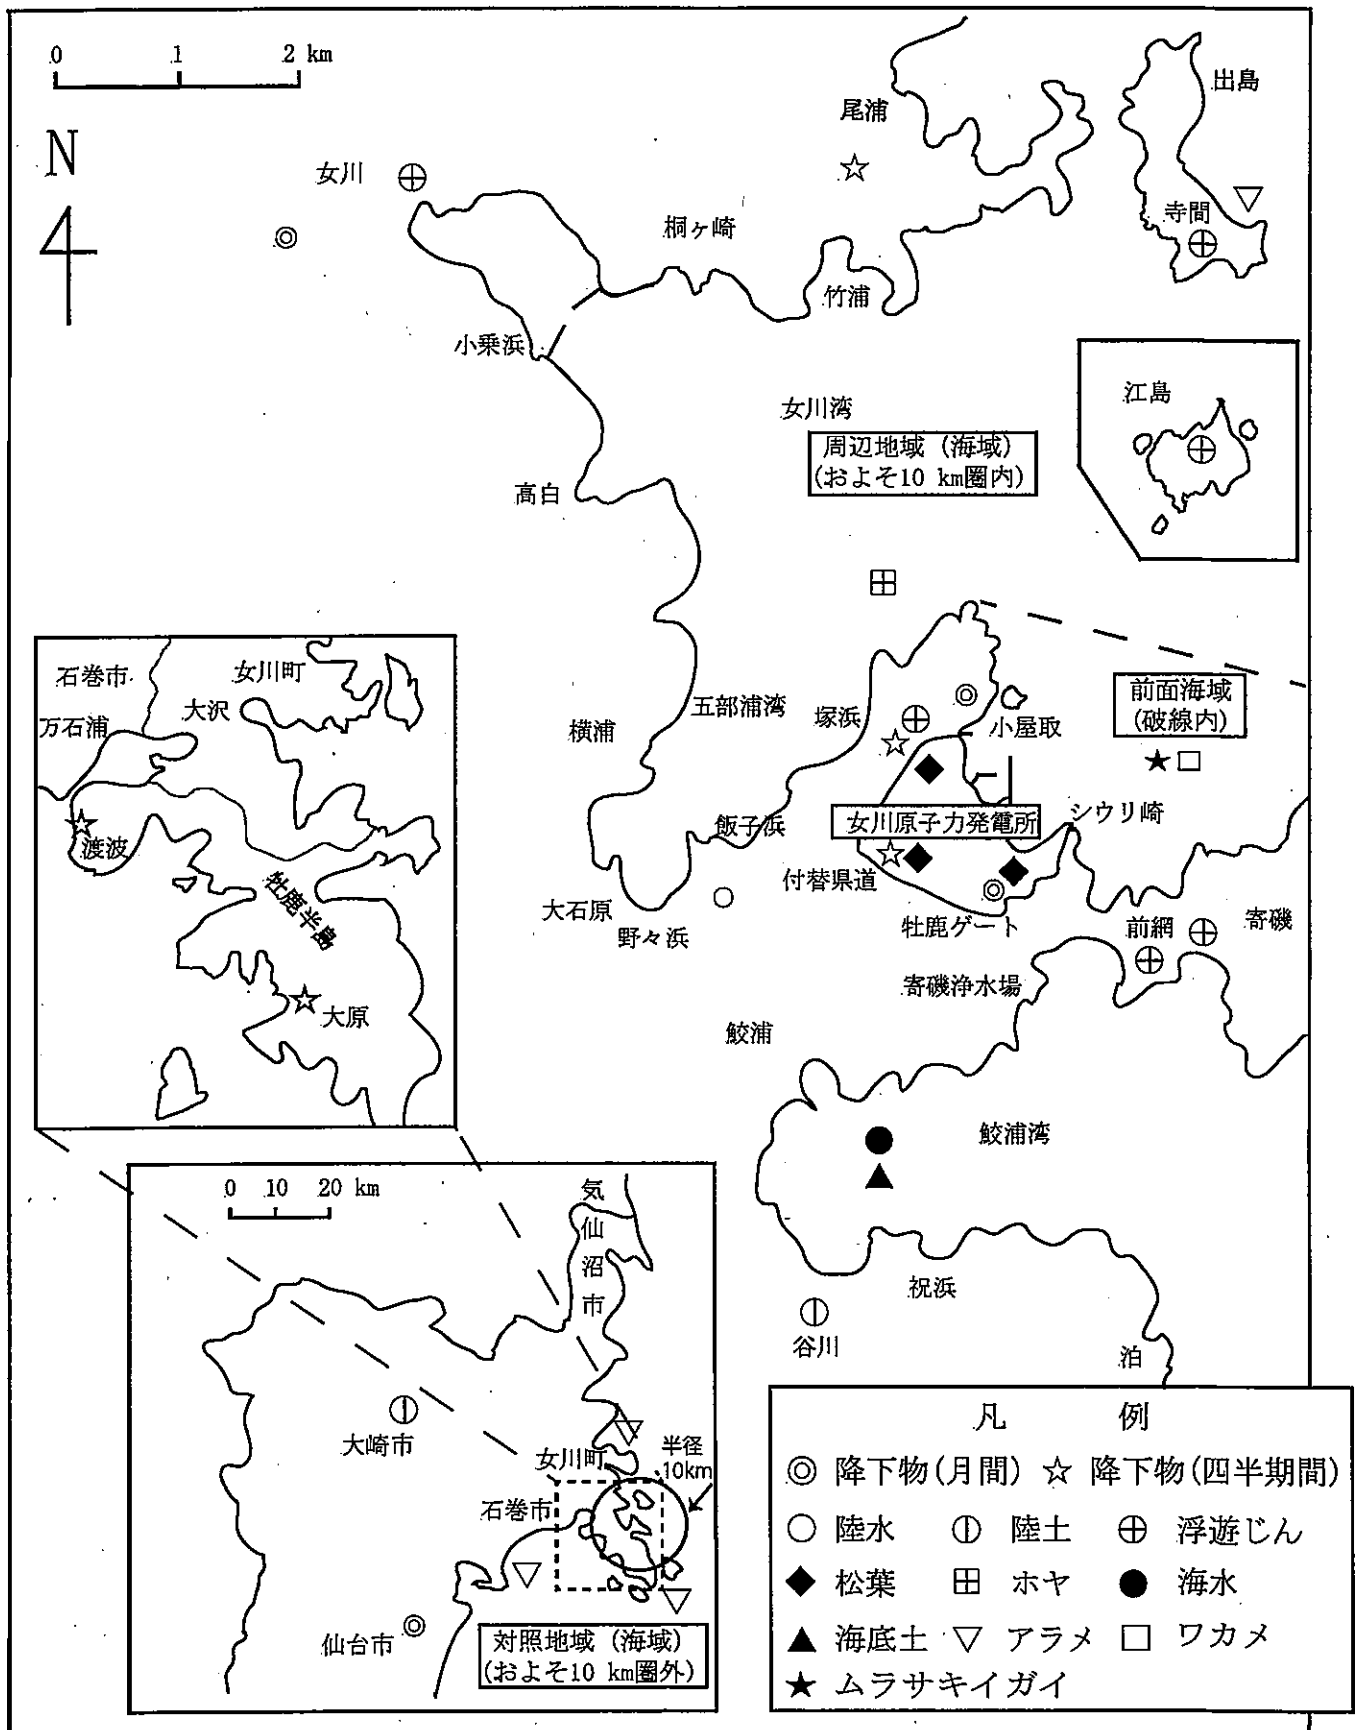 0 1 2 km
N
出島
尾浦
女川
寺間
桐ヶ崎
竹浦
小乗浜
江島
女川湾
周辺地域（海域）
(およそ10 km圏内)
高白
石巻市
女川町
万石浦
大沢
渡波
牡鹿半島
大原
五部浦湾
横浦
塚浜
小屋取
前面海域
(破線内)
飯子浜
女川原子力発電所
シウリ崎
付替県道
大石原
野々浜
牡鹿ゲート
前網
寄磯
寄磯浄水場
鮫浦
鮫浦湾
祝浜
谷川
泊
0 10 20 km
気仙沼市
大崎市
女川町
半径
10km
石巻市
仙台市
対照地域（海域）
(およそ10 km圏外)
凡 例
◎ 降下物(月間) ☆ 降下物(四半期間)
○ 陸水 陸土 ⊕ 浮遊じん
◆ 松葉 ⊞ ホヤ ● 海水
▲ 海底土 ▽ アラメ □ ワカメ
★ ムラサキイガイ